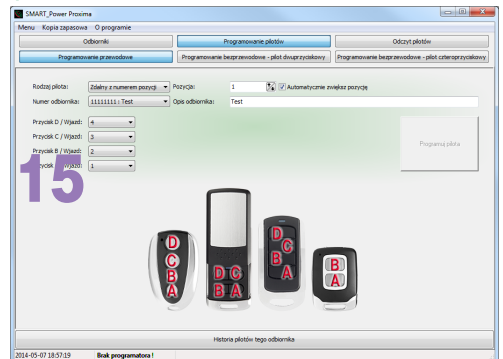 SMART_Power Proxima
Menu Kopia zapasowa O programie
Odbiorniki Programowanie pilotów Odczyt pilotów
Programowanie przewodowe Programowanie bezprzewodowe - pilot dwuprzyciskowy Programowanie bezprzewodowe - pilot czteroprzyciskowy
Rodzaj pilota: Zdalny z numerem pozycji Pozycja: 1 Automatycznie zwiększ pozycję
Numer odbiornika: 11111111 : Test Opis odbiornika: Test
Przycisk D / Wjazd: 4
Przycisk C / Wjazd: 3
Programuj pilota
Przycisk B / Wjazd: 2
Wjazd: 1
15
D
C
B
A
D C
B A
D
C
B
A
B
A
Historia pilotów tego odbiornika
2014-05-07 18:57:19 Brak programatora !